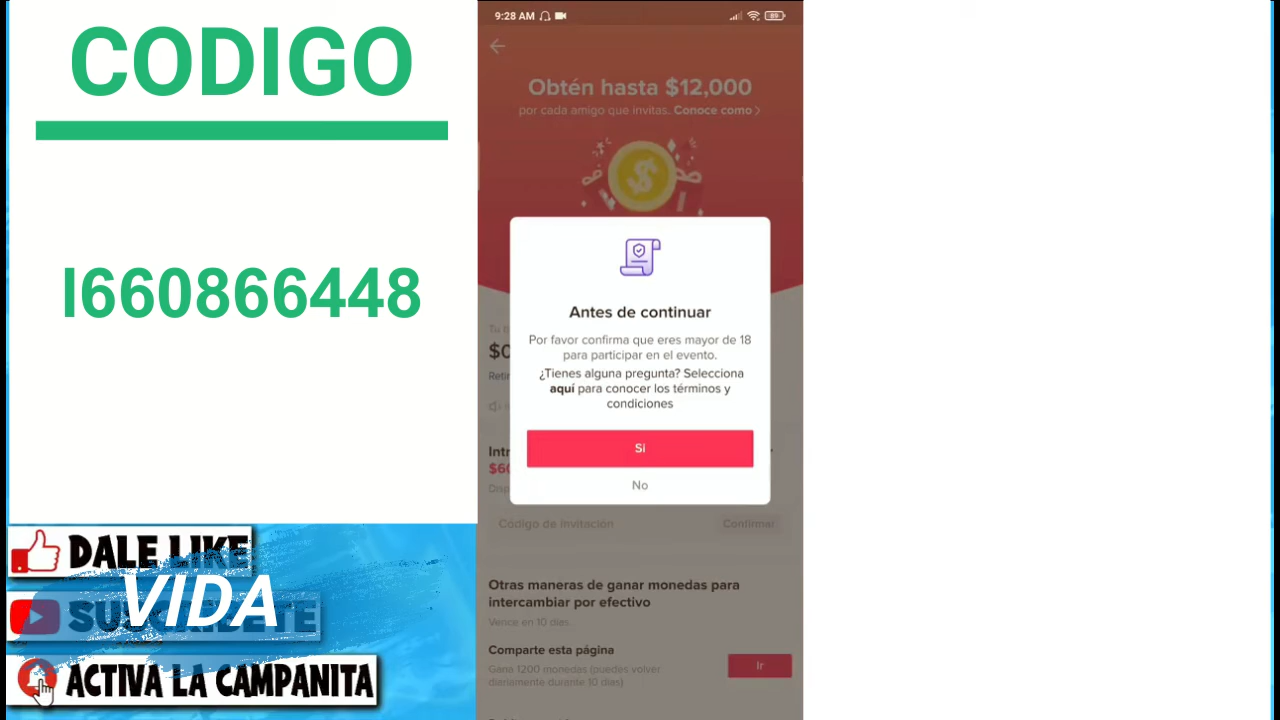 CODIGO
I660866448
DALE LIKE
VIDA
SUSCRIBETE
ACTIVA LA CAMPANITA
9:28 AM
89
Obtén hasta $12,000
por cada amigo que invitas. Conoce como
Antes de continuar
Por favor confirma que eres mayor de 18
para participar en el evento.
¿Tienes alguna pregunta? Selecciona
aquí para conocer los términos y
condiciones
Si
No
Código de invitación
Confirmar
Otras maneras de ganar monedas para
intercambiar por efectivo
Vence en 10 días.
Comparte esta página
Gana 1200 monedas (puedes volver
diariamente durante 10 días)
Ir